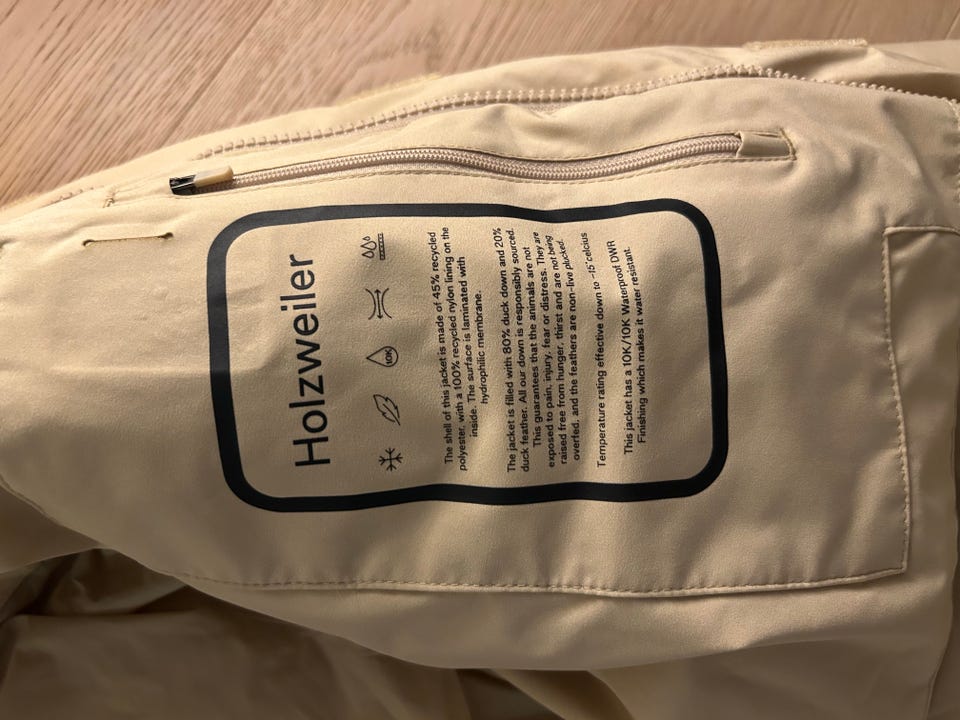 Holzweiler
10K
The shell of this jacket is made of 45% recycled
polyester, with a 100% recycled nylon lining on the
inside. The surface is laminated with
hydrophilic membrane.
The jacket is filled with 80% duck down and 20%
duck feather. All our down is responsibly sourced.
This guarantees that the animals are not
exposed to pain, injury, fear or distress. They are
raised free from hunger, thirst and are not being
overfed, and the feathers are non-live plucked.
Temperature rating effective down to -15°celcius
This jacket has a 10K/10K Waterproof DWR
Finishing which makes it water resistant.